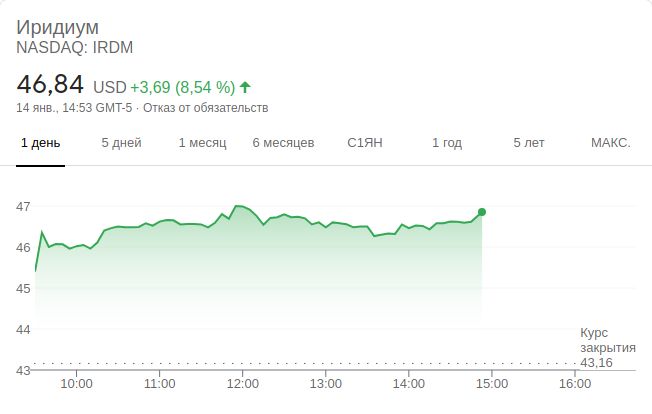 Иридиум
NASDAQ: IRDM
46,84 USD +3,69 (8,54 %)
14 янв., 14:53 GMT-5 · Отказ от обязательств
1 день 5 дней 1 месяц 6 месяцев С1ЯН 1 год 5 лет МАКС.
47
46
45
44
Курс
закрытия
43,16
43
10:00 11:00 12:00 13:00 14:00 15:00 16:00